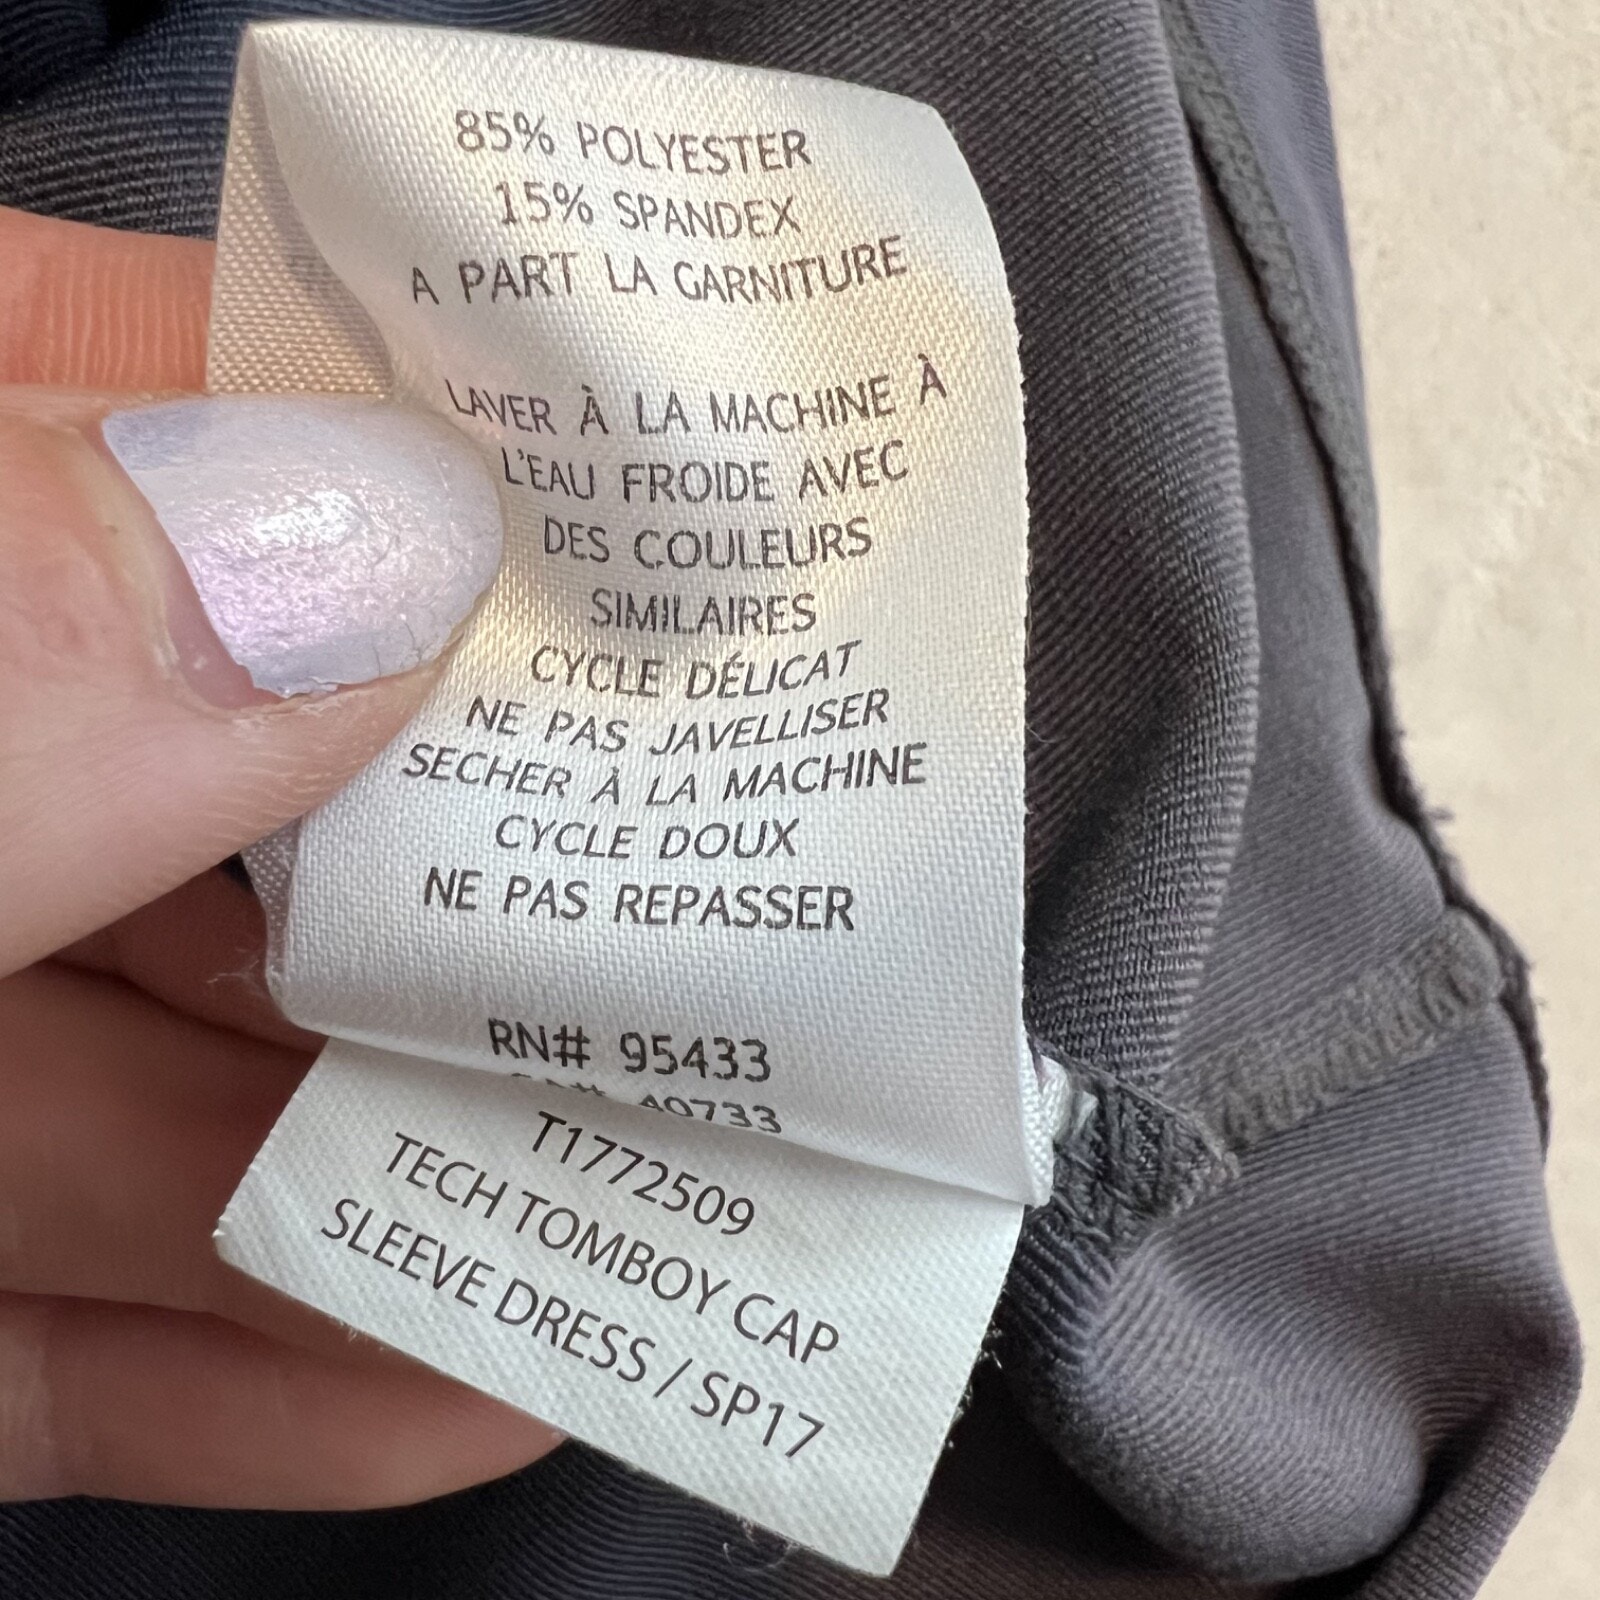 85% POLYESTER
15% SPANDEX
A PART LA GARNITURE
LAVER À LA MACHINE À
L'EAU FROIDE AVEC
DES COULEURS
SIMILAIRES
CYCLE DÉLICAT
NE PAS JAVELLISER
SECHER À LA MACHINE
CYCLE DOUX
NE PAS REPASSER
RN# 95433
40733
T1772509
TECH TOMBOY CAP
SLEEVE DRESS / SP17